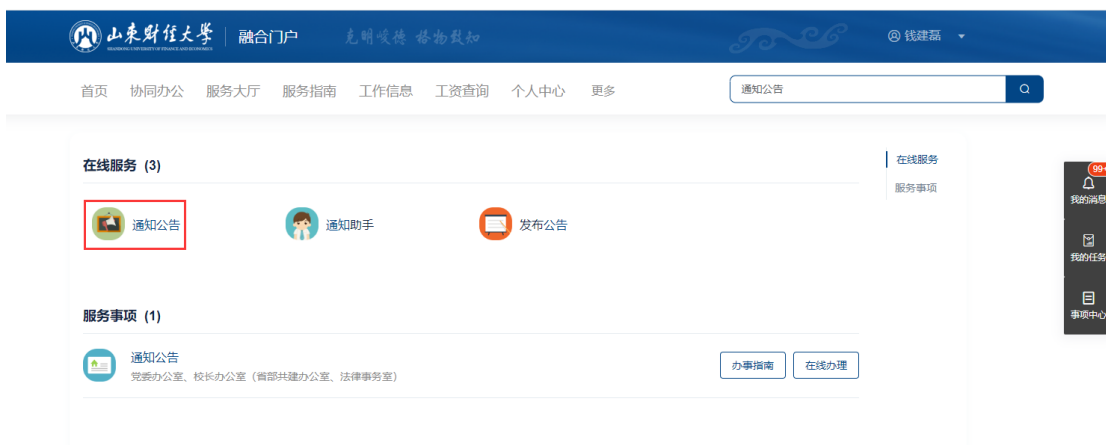 山东财经大学
SHANDONG UNIVERSITY OF FINANCE AND ECONOMICS
融合门户
克明峻德 格物致知
钱建磊
首页 协同办公 服务大厅 服务指南 工作信息 工资查询 个人中心 更多
通知公告
在线服务 (3)
通知公告 通知助手 发布公告
在线服务
服务事项
99+
我的消息
我的任务
事项中心
服务事项 (1)
通知公告
党委办公室、校长办公室（省部共建办公室、法律事务室）
办事指南 在线办理